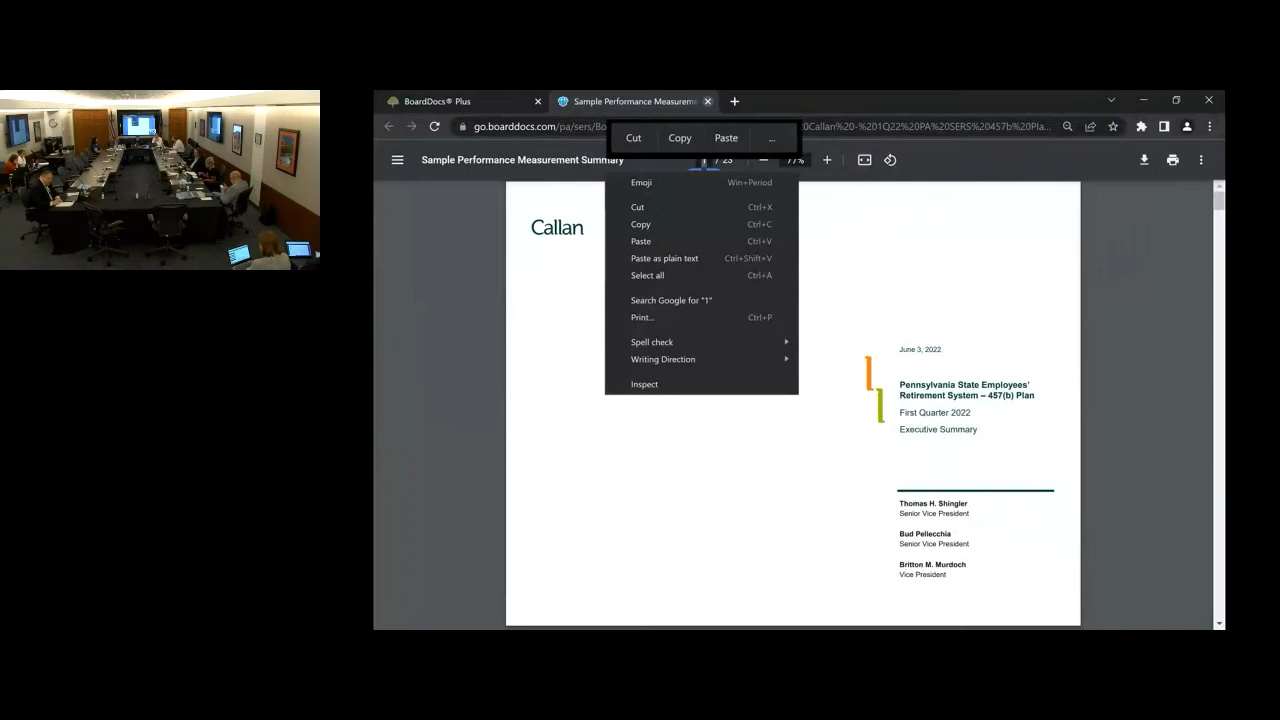 BoardDocs® Plus
Sample Performance Measurem
go.boarddocs.com/pa/sers/Bo
Callan%20-%201Q22%20PA%20SERS%20457b%20Pla...
Cut Copy Paste ...
Sample Performance Measurement Summary
1 / 23
77%
Emoji Win+Period
Cut Ctrl+X
Copy Ctrl+C
Paste Ctrl+V
Paste as plain text Ctrl+Shift+V
Select all Ctrl+A
Search Google for "1"
Print... Ctrl+P
Spell check
Writing Direction
Inspect
Callan
June 3, 2022
Pennsylvania State Employees'
Retirement System – 457(b) Plan
First Quarter 2022
Executive Summary
Thomas H. Shingler
Senior Vice President
Bud Pellecchia
Senior Vice President
Britton M. Murdoch
Vice President